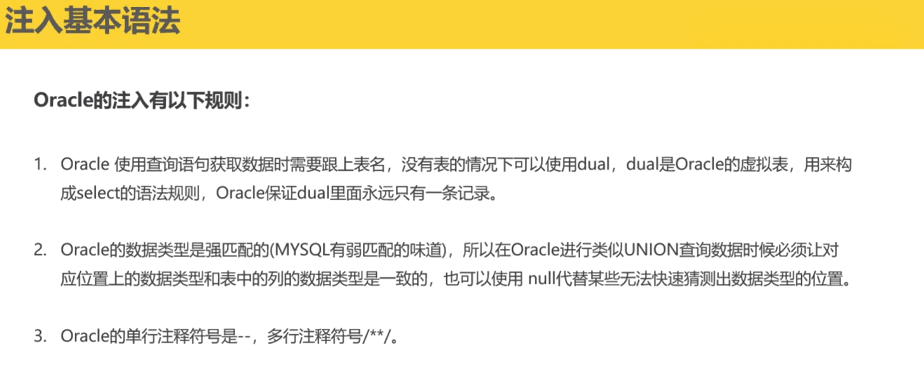 注入基本语法
Oracle的注入有以下规则：
1. Oracle 使用查询语句获取数据时需要跟上表名，没有表的情况下可以使用dual，dual是Oracle的虚拟表，用来构
成select的语法规则，Oracle保证dual里面永远只有一条记录。
2. Oracle的数据类型是强匹配的(MYSQL有弱匹配的味道)，所以在Oracle进行类似UNION查询数据时候必须让对
应位置上的数据类型和表中的列的数据类型是一致的，也可以使用 null代替某些无法快速猜测出数据类型的位置。
3. Oracle的单行注释符号是--，多行注释符号/**/。